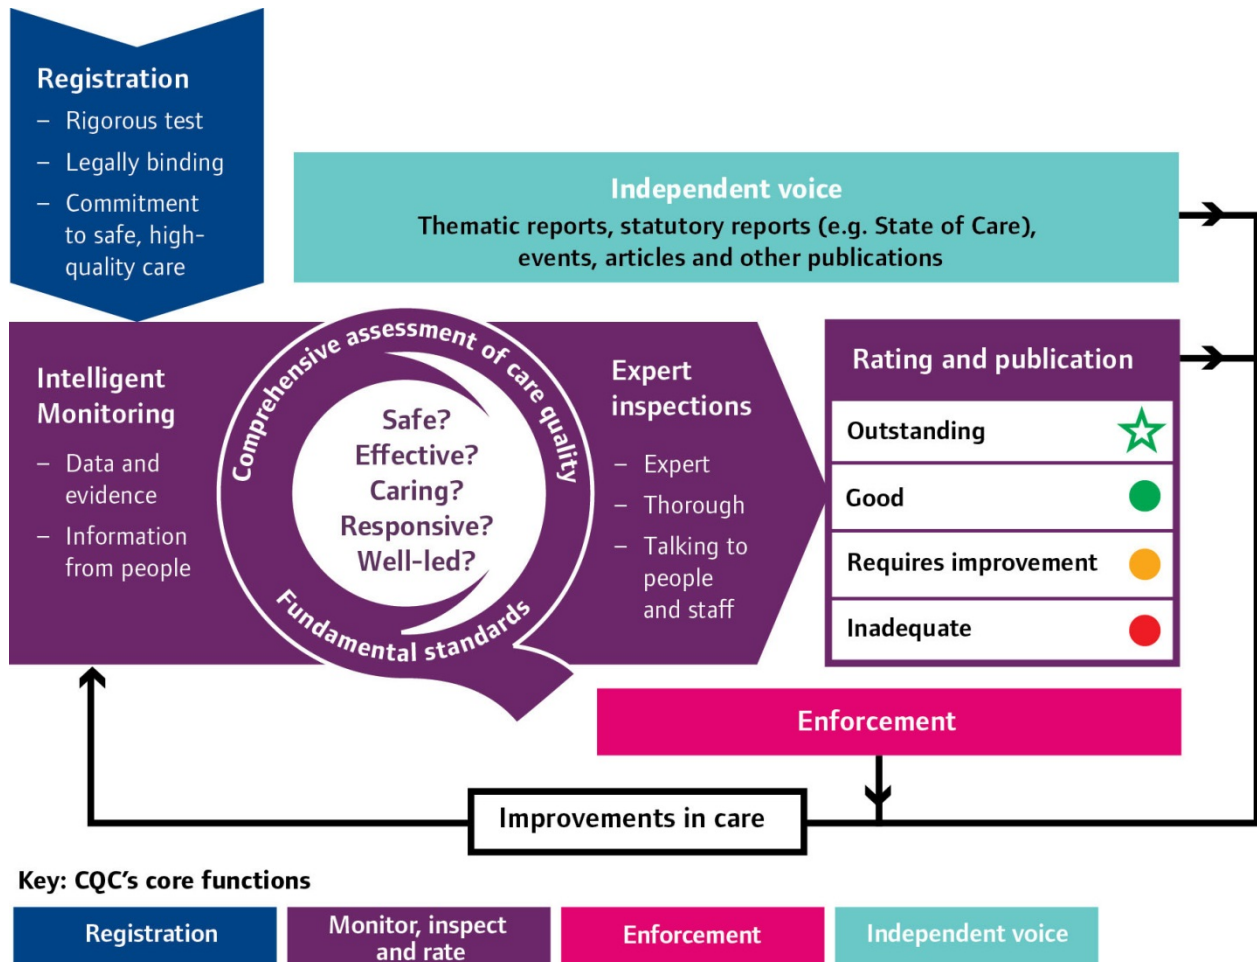 Registration
– Rigorous test
– Legally binding
– Commitment
to safe, high-
quality care
Independent voice
Thematic reports, statutory reports (e.g. State of Care),
events, articles and other publications
Intelligent
Monitoring
– Data and
evidence
– Information
from people
Comprehensive assessment of care quality
Safe?
Effective?
Caring?
Responsive?
Well-led?
Fundamental standards
Expert
inspections
– Expert
– Thorough
– Talking to
people
and staff
Rating and publication
Outstanding
Good
Requires improvement
Inadequate
Enforcement
Improvements in care
Key: CQC’s core functions
Registration
Monitor, inspect
and rate
Enforcement
Independent voice